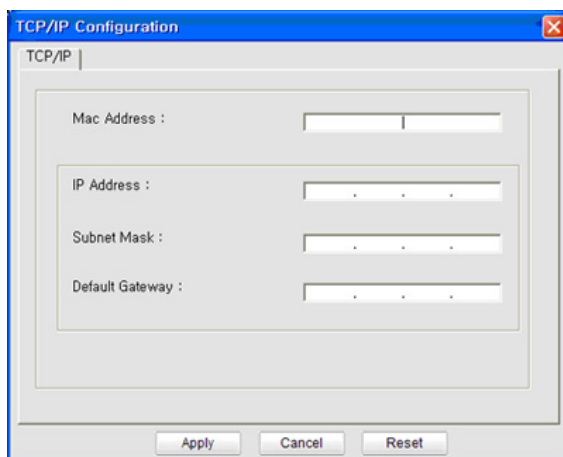 TCP/IP Configuration
TCP/IP
Mac Address :
IP Address :
. . .
Subnet Mask :
. . .
Default Gateway :
. . .
Apply Cancel Reset